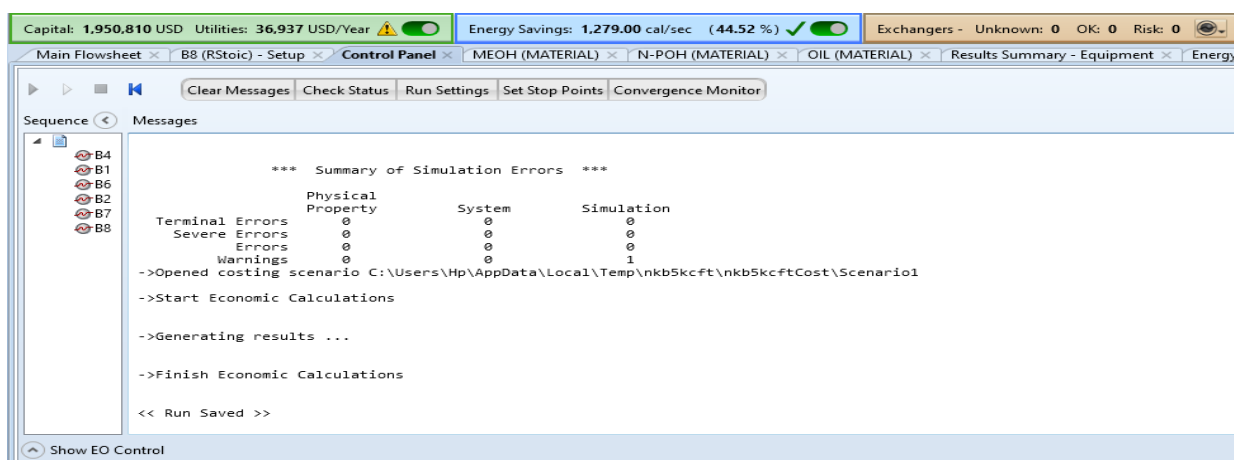 Capital: 1,950,810 USD Utilities: 36,937 USD/Year Energy Savings: 1,279.00 cal/sec (44.52 %) Exchangers - Unknown: 0 OK: 0 Risk: 0
Main Flowsheet B8 (RStoic) - Setup Control Panel MEOH (MATERIAL) N-POH (MATERIAL) OIL (MATERIAL) Results Summary - Equipment Energy
Clear Messages Check Status Run Settings Set Stop Points Convergence Monitor
Sequence Messages
B4
B1
B6
B2
B7
B8
*** Summary of Simulation Errors ***
Physical
Property System Simulation
Terminal Errors 0 0 0
Severe Errors 0 0 0
Errors 0 0 0
Warnings 0 0 1
->Opened costing scenario C:\Users\Hp\AppData\Local\Temp\nkb5kcft\nkb5kcftCost\Scenario1
->Start Economic Calculations
->Generating results ...
->Finish Economic Calculations
<< Run Saved >>
Show EO Control